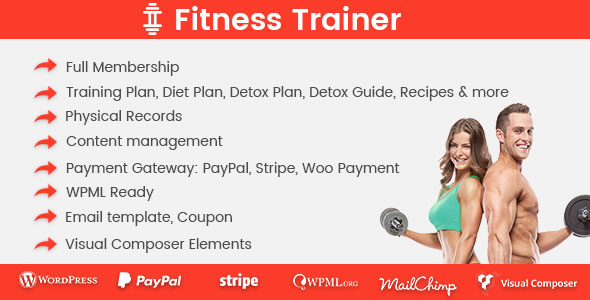 Fitness Trainer
Full Membership
Training Plan, Diet Plan, Detox Plan, Detox Guide, Recipes & more
Physical Records
Content management
Payment Gateway: PayPal, Stripe, Woo Payment
WPML Ready
Email template, Coupon
Visual Composer Elements
WORDPRESS PayPal stripe WPML.ORG MailChimp Visual Composer